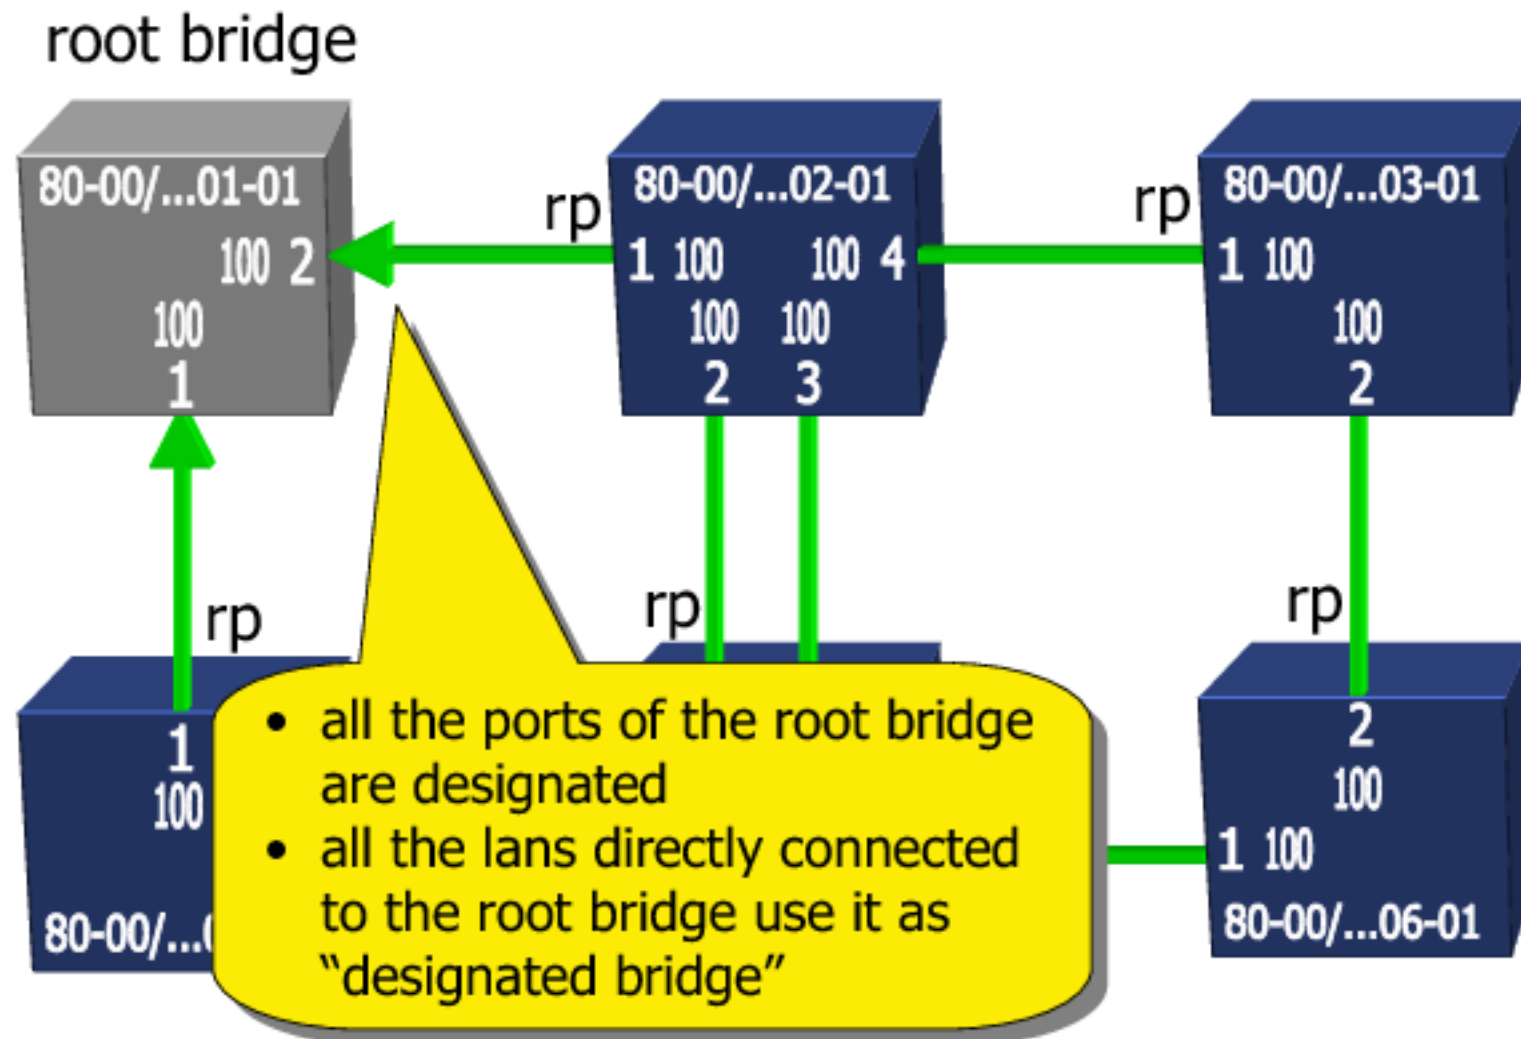 root bridge
80-00/...01-01
100 2
100
1
rp
80-00/...02-01
1 100 100 4
100 100
2 3
rp
80-00/...03-01
1 100
100
2
rp
rp
rp
1
100
80-00/...
• all the ports of the root bridge
are designated
• all the lans directly connected
to the root bridge use it as
“designated bridge”
2
100
1 100
80-00/...06-01